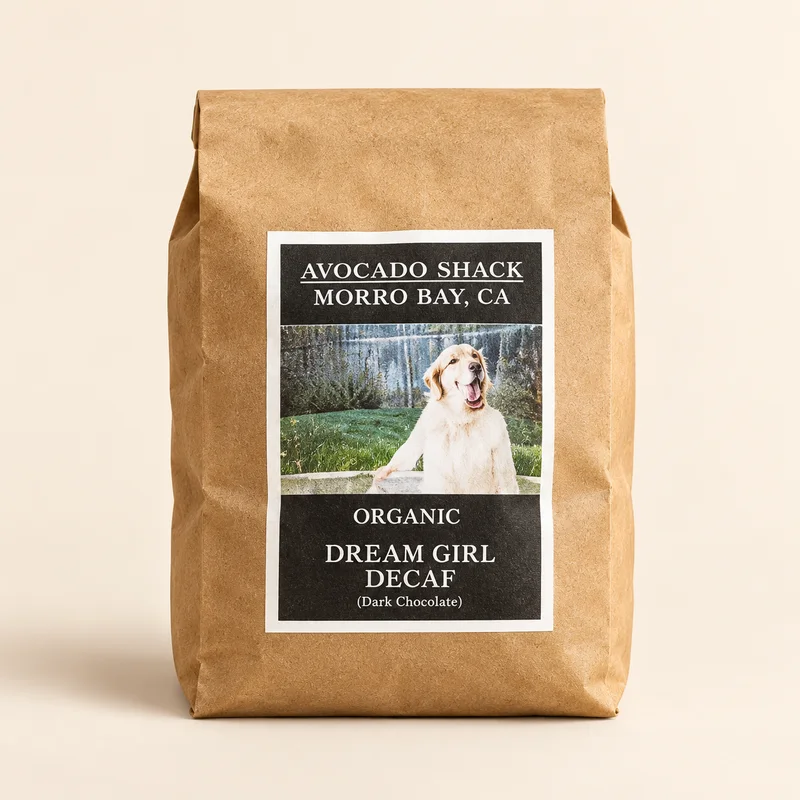 AVOCADO SHACK
MORRO BAY, CA
ORGANIC
DREAM GIRL
DECAF
(Dark Chocolate)